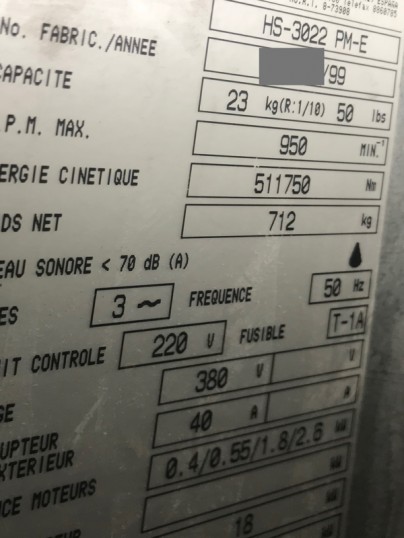 HS-3022 PM-E
No. FABRIC./ANNEE /99
CAPACITE 23 kg(R:1/10) 50 lbs
P.M. MAX. 950 MIN.⁻¹
ERGIE CINETIQUE 511750 Nm
DS NET 712 kg
EAU SONORE < 70 dB (A)
ES 3 ~ FREQUENCE 50 Hz
IT CONTROLE 220 V FUSIBLE T-1A
GE 380 V V
UPTEUR
XTERIEUR 40 A A
CE MOTEURS 0.4/0.55/1.8/2.6 kW
kW
18 kW